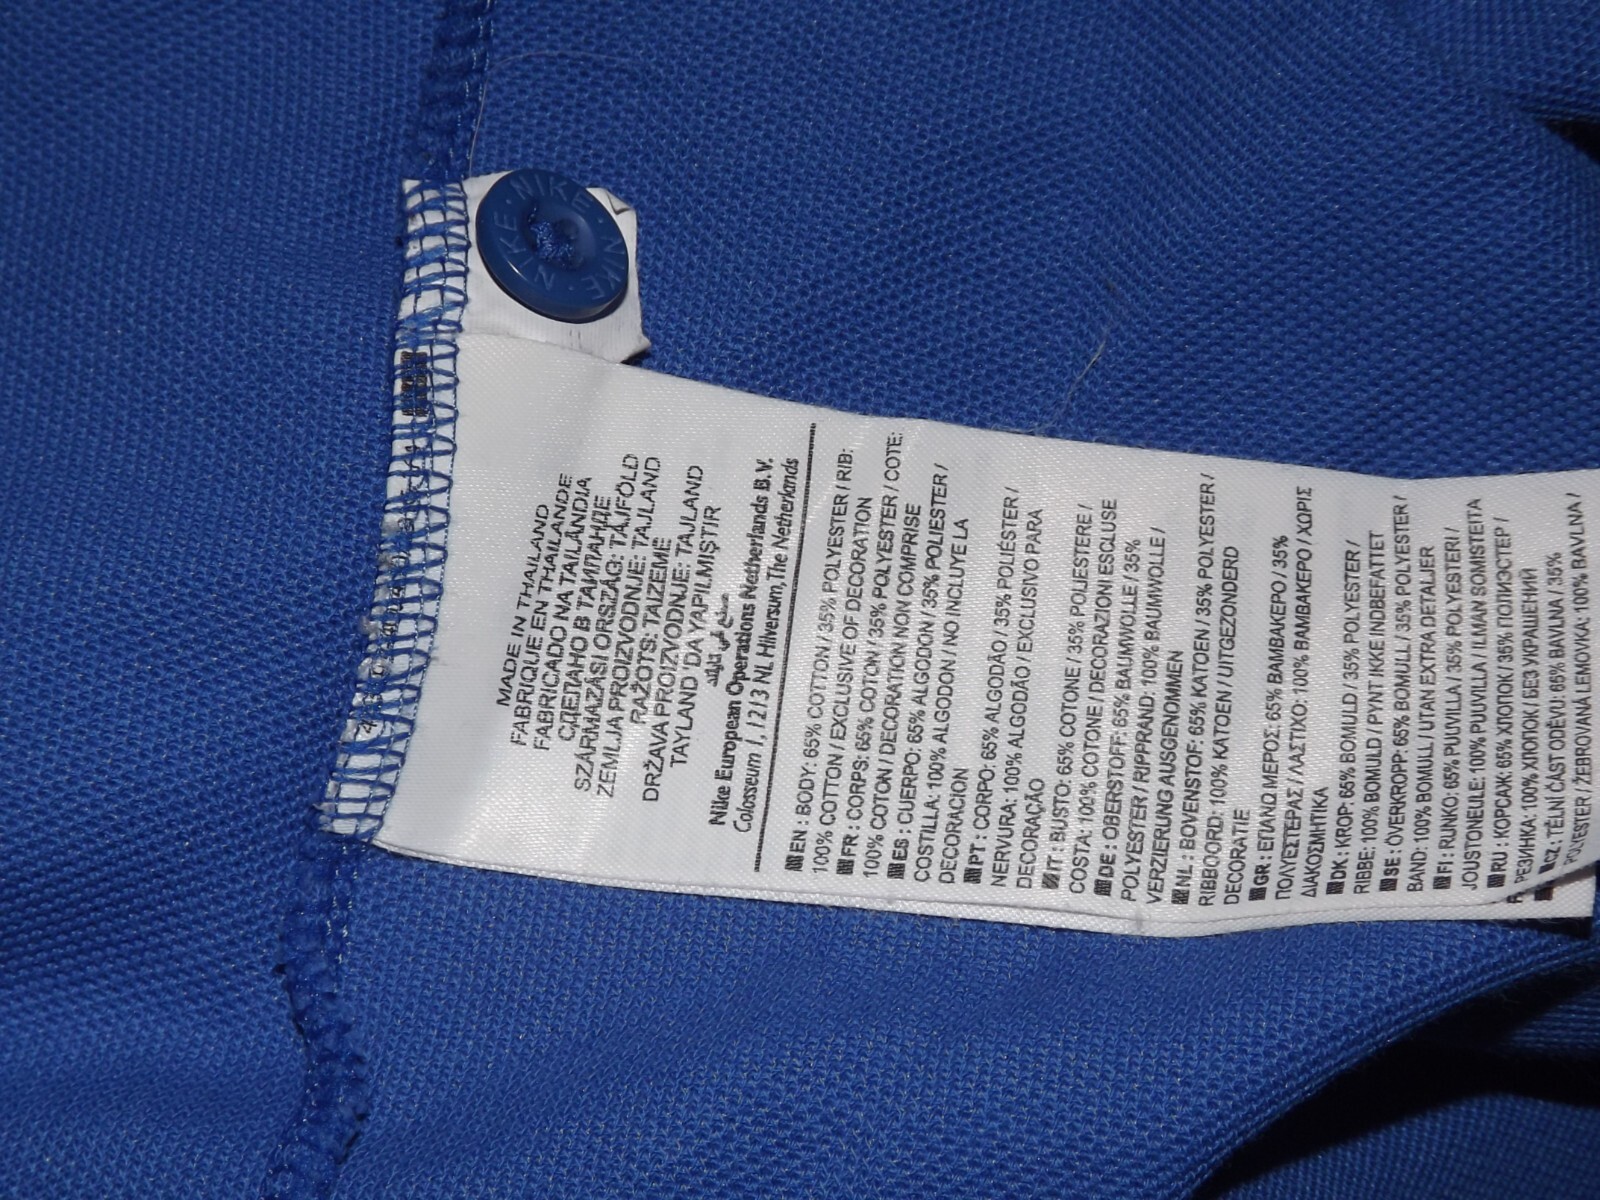 NIKE · NIKE · NIKE ·
MADE IN THAILAND
FABRIQUE EN THAILANDE
FABRICADO NA TAILÂNDIA
СДЕЛАНО В ТАИЛАНДЕ
SZÁRMAZÁSI ORSZÁG: TÁJFÖLD
ZEMLJA PROIZVODNJE: TAJLAND
RAŽOTS: TAIZEME
DRŽAVA PROIZVODNJE: TAJLAND
TAYLAND DA YAPILMIŞTIR
صنع في تايلاند
Nike European Operations Netherlands B.V.
Colosseum 1, 1213 NL Hilversum, The Netherlands
EN : BODY: 65% COTTON / 35% POLYESTER / RIB:
100% COTTON / EXCLUSIVE OF DECORATION
FR : CORPS: 65% COTON / 35% POLYESTER / COTE:
100% COTON / DECORATION NON COMPRISE
ES : CUERPO: 65% ALGODON / 35% POLIESTER /
COSTILLA: 100% ALGODON / NO INCLUYE LA
DECORACION
PT : CORPO: 65% ALGODÃO / 35% POLIÉSTER /
NERVURA: 100% ALGODÃO / EXCLUSIVO PARA
DECORAÇÃO
IT : BUSTO: 65% COTONE / 35% POLIESTERE /
COSTA: 100% COTONE / DECORAZIONI ESCLUSE
DE : OBERSTOFF: 65% BAUMWOLLE / 35%
POLYESTER / RIPPRAND: 100% BAUMWOLLE /
VERZIERUNG AUSGENOMMEN
NL : BOVENSTOF: 65% KATOEN / 35% POLYESTER /
RIBBOORD: 100% KATOEN / UITGEZONDERD
DECORATIE
GR : ΕΠΑΝΩ ΜΕΡΟΣ: 65% ΒΑΜΒΑΚΕΡΟ / 35%
ΠΟΛΥΕΣΤΕΡΑΣ / ΛΑΣΤΙΧΟ: 100% ΒΑΜΒΑΚΕΡΟ / ΧΩΡΙΣ
ΔΙΑΚΟΣΜΗΤΙΚΑ
DK : KROP: 65% BOMULD / 35% POLYESTER /
RIBBE: 100% BOMULD / PYNT IKKE INDBEFATTET
SE : ÖVERKROPP: 65% BOMULL / 35% POLYESTER /
BAND: 100% BOMULL / UTAN EXTRA DETALJER
FI : RUNKO: 65% PUUVILLA / 35% POLYESTERI /
JOUSTONEULE: 100% PUUVILLA / ILMAN SOMISTEITA
RU : КОРСАЖ: 65% ХЛОПОК / 35% ПОЛИЭСТЕР /
РЕЗИНКА: 100% ХЛОПОК / БЕЗ УКРАШЕНИЙ
CZ : TĚLNÍ ČÁST ODĚVU: 65% BAVLNA / 35%
POLYESTER / ŽEBROVANÁ LEMOVKA: 100% BAVLNA /